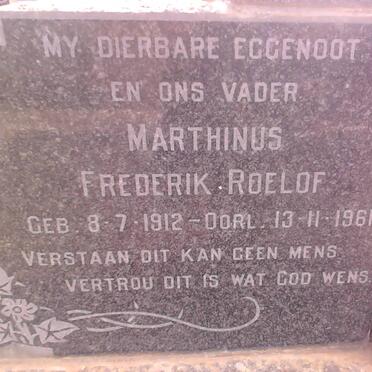 MY DIERBARE EGGENOOT
EN ONS VADER
MARTHINUS
FREDERIK ROELOF
GEB. 8-7-1912-OORL. 13-11-1961
VERSTAAN DIT KAN GEEN MENS
VERTROU DIT IS WAT GOD WENS.